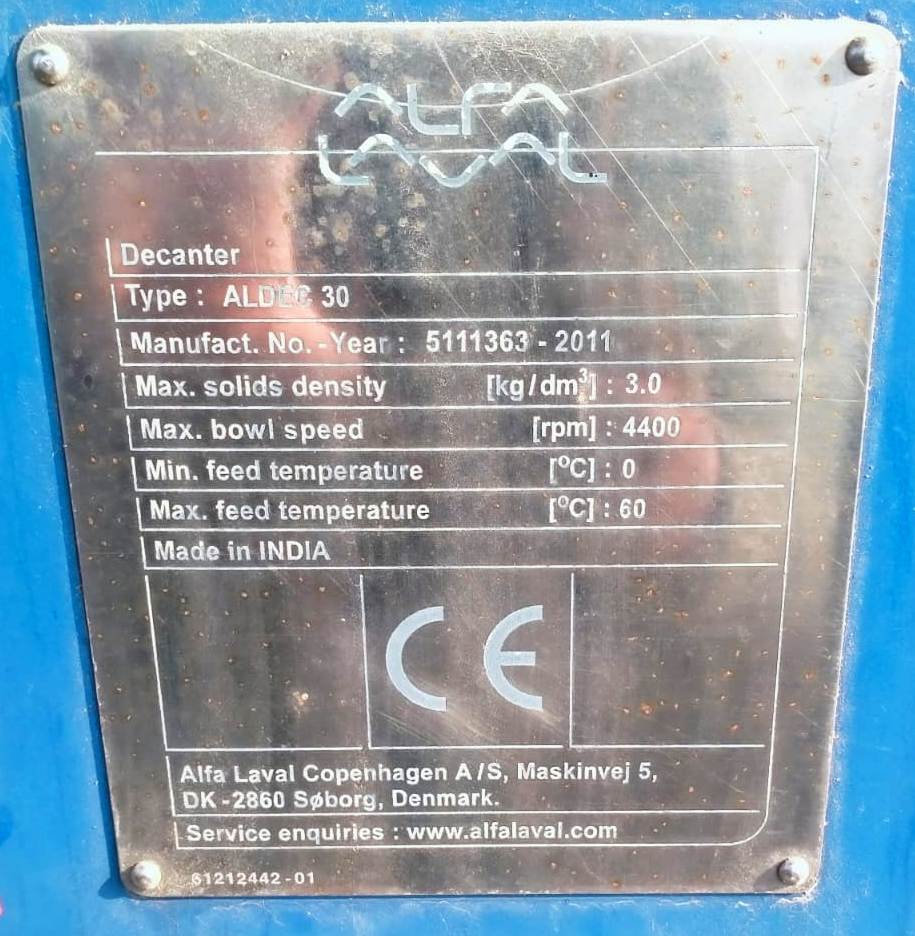 ALFA
LAVAL
Decanter
Type : ALDEC 30
Manufact. No. - Year : 5111363 - 2011
Max. solids density [kg/dm³] : 3.0
Max. bowl speed [rpm] : 4400
Min. feed temperature [°C] : 0
Max. feed temperature [°C] : 60
Made in INDIA
CE
Alfa Laval Copenhagen A/S, Maskinvej 5,
DK-2860 Søborg, Denmark.
Service enquiries : www.alfalaval.com
61212442-01